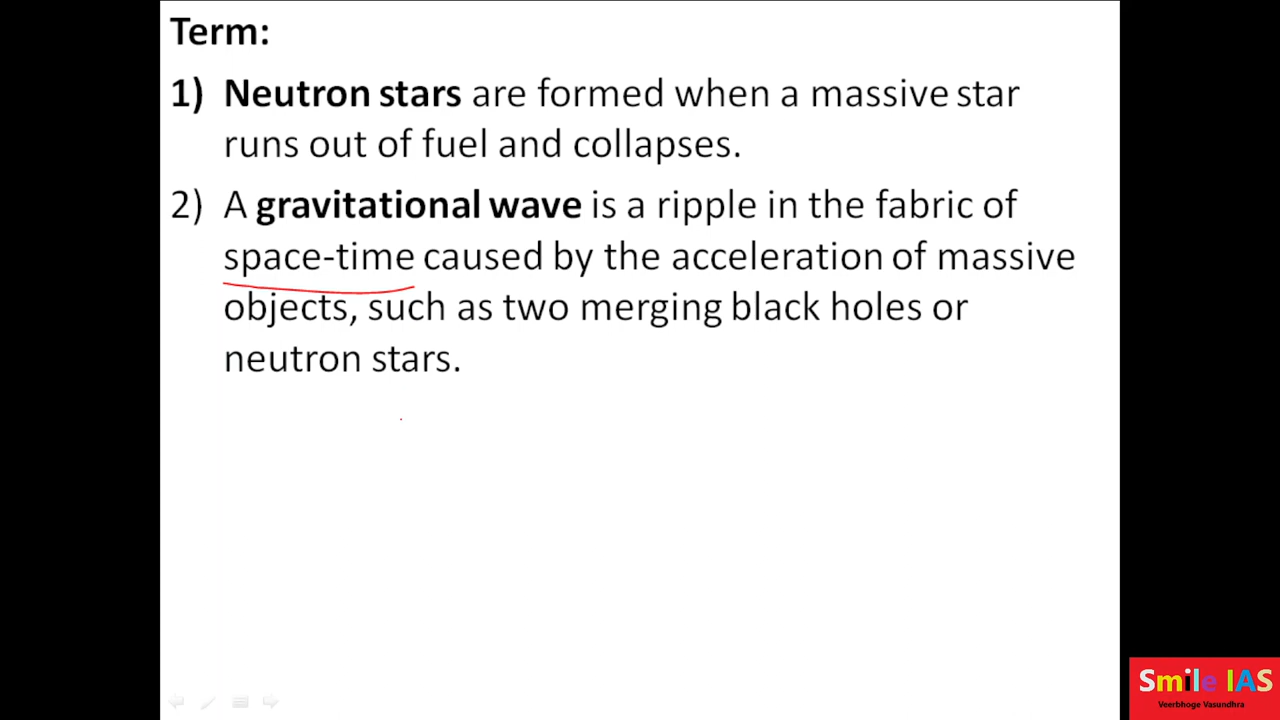 Term:
1) Neutron stars are formed when a massive star
runs out of fuel and collapses.
2) A gravitational wave is a ripple in the fabric of
space-time caused by the acceleration of massive
objects, such as two merging black holes or
neutron stars.
Smile IAS
Veerbhoge Vasundhra